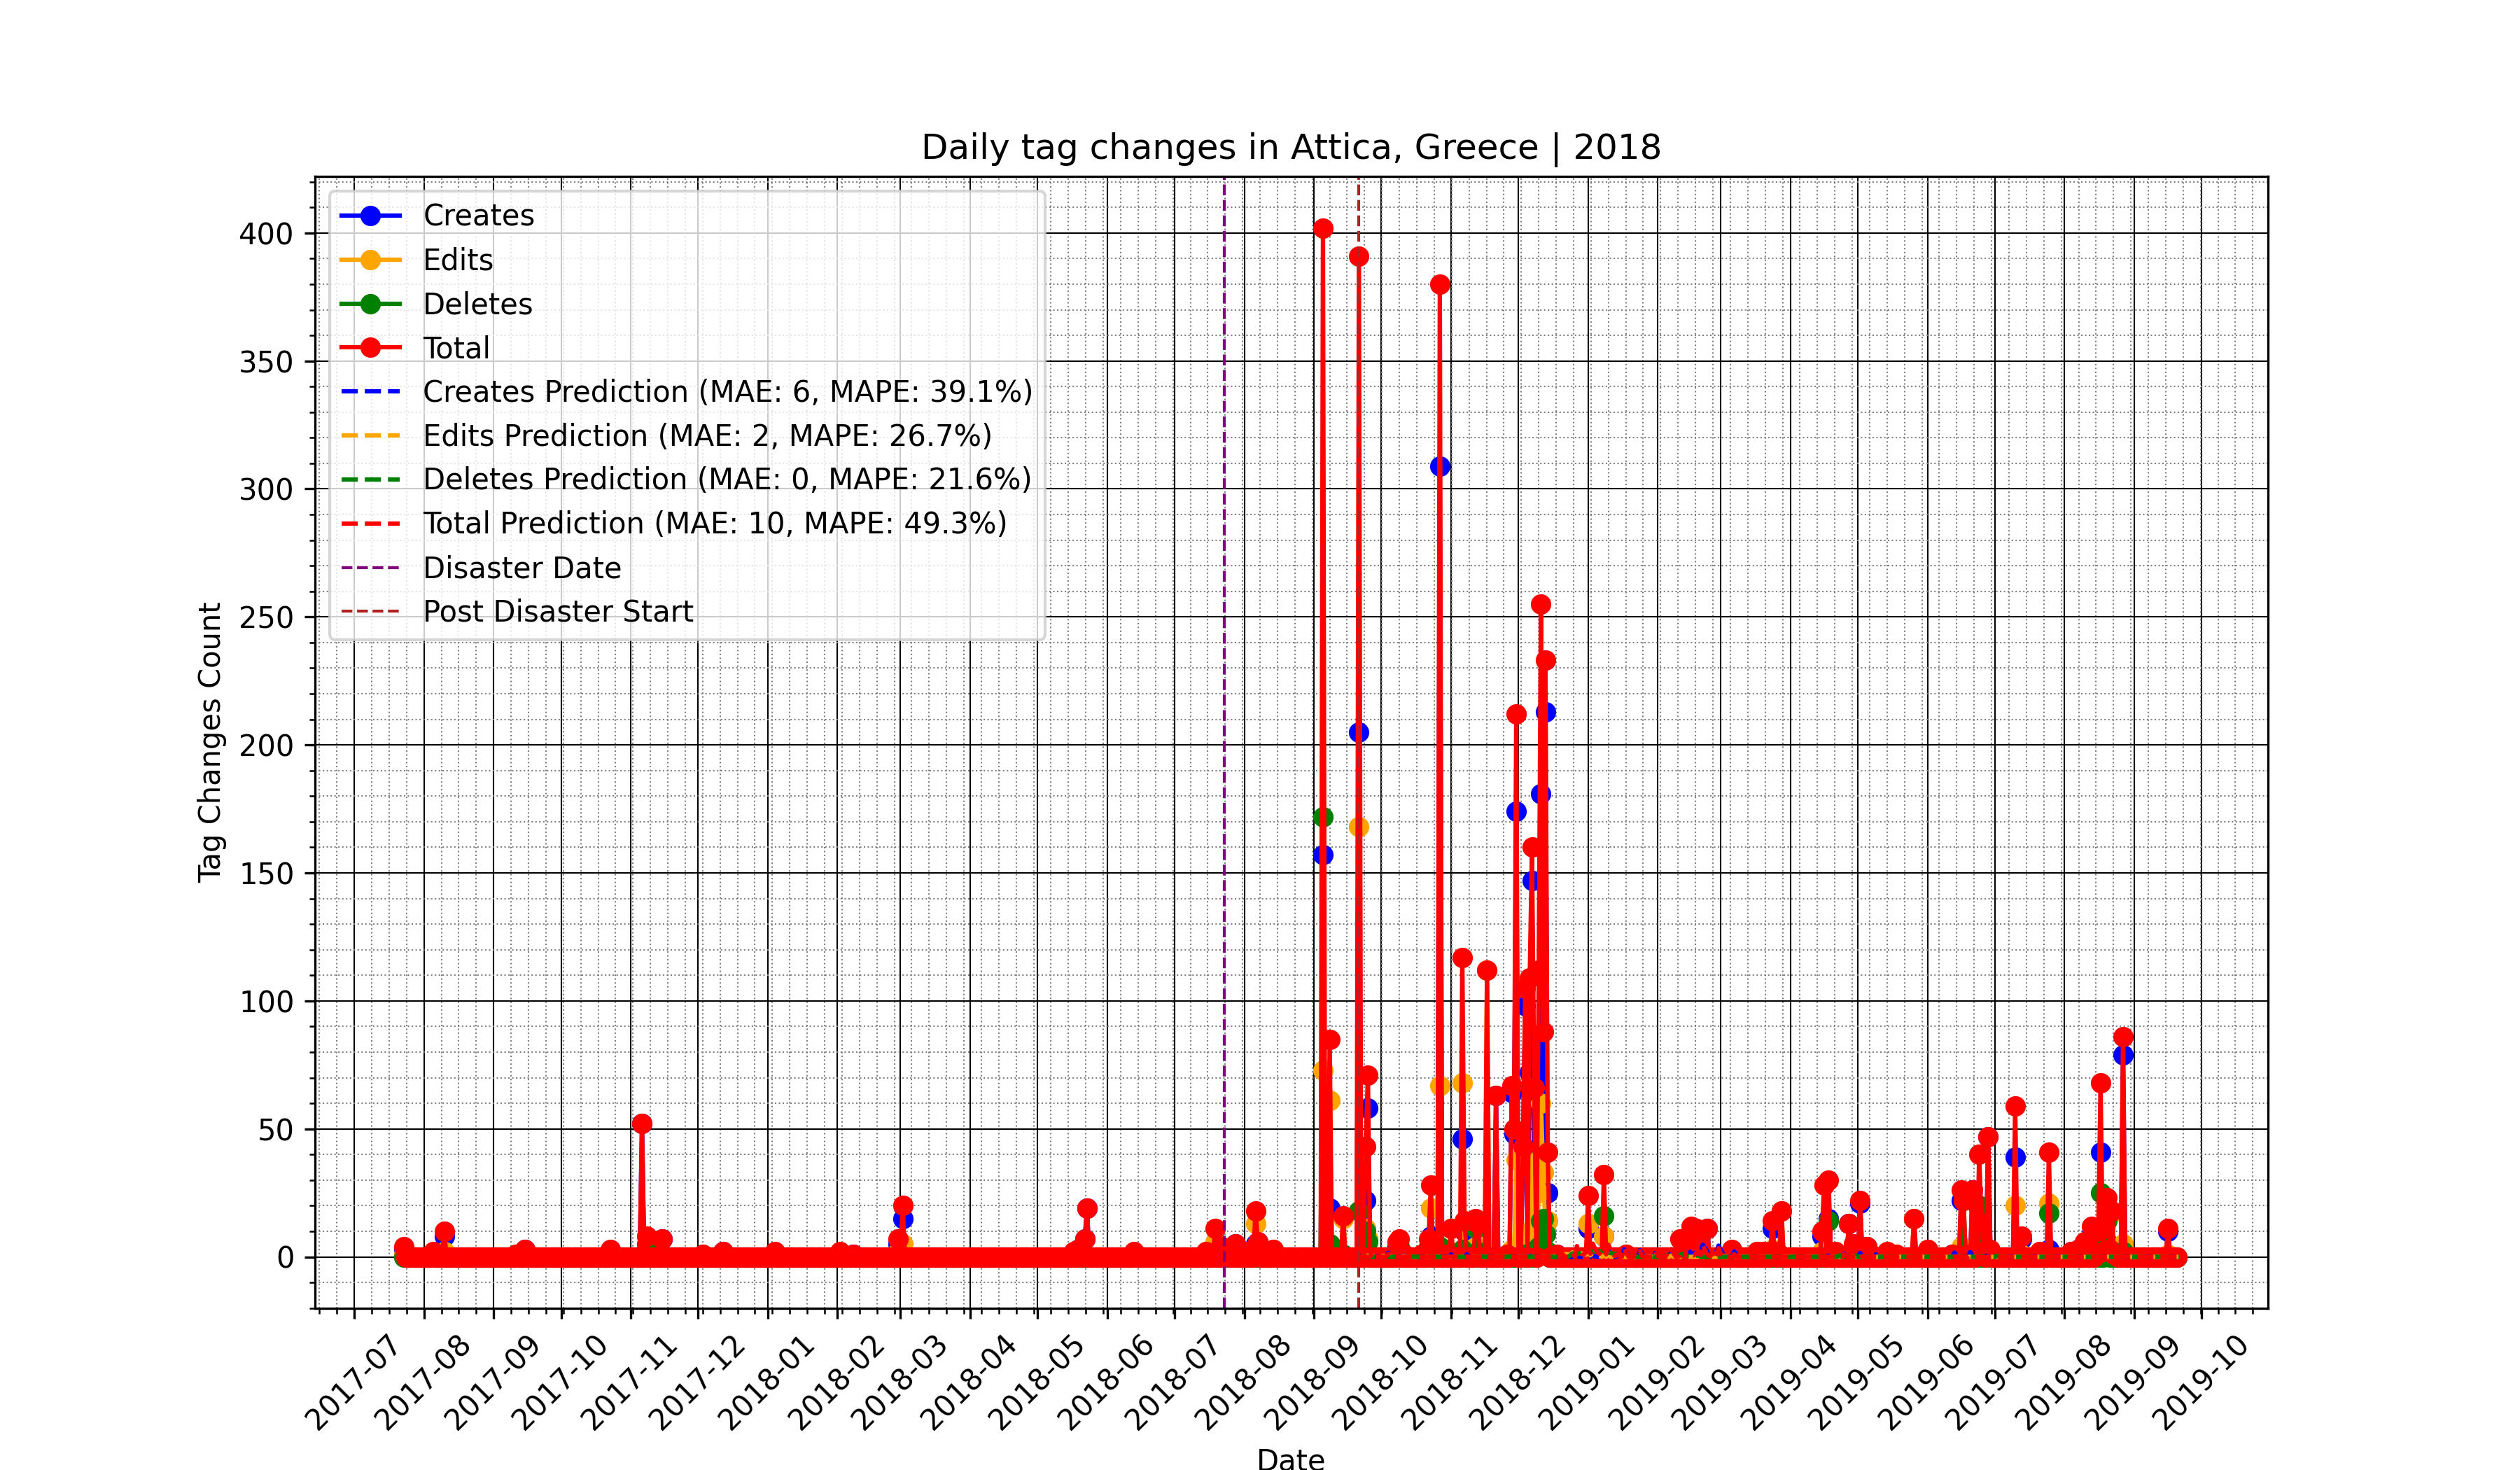 Daily tag changes in Attica, Greece | 2018
Creates
Edits
Deletes
Total
Creates Prediction (MAE: 6, MAPE: 39.1%)
Edits Prediction (MAE: 2, MAPE: 26.7%)
Deletes Prediction (MAE: 0, MAPE: 21.6%)
Total Prediction (MAE: 10, MAPE: 49.3%)
Disaster Date
Post Disaster Start
Tag Changes Count
400
350
300
250
200
150
100
50
0
2017-07
2017-08
2017-09
2017-10
2017-11
2017-12
2018-01
2018-02
2018-03
2018-04
2018-05
2018-06
2018-07
2018-08
2018-09
2018-10
2018-11
2018-12
2019-01
2019-02
2019-03
2019-04
2019-05
2019-06
2019-07
2019-08
2019-09
2019-10
Date